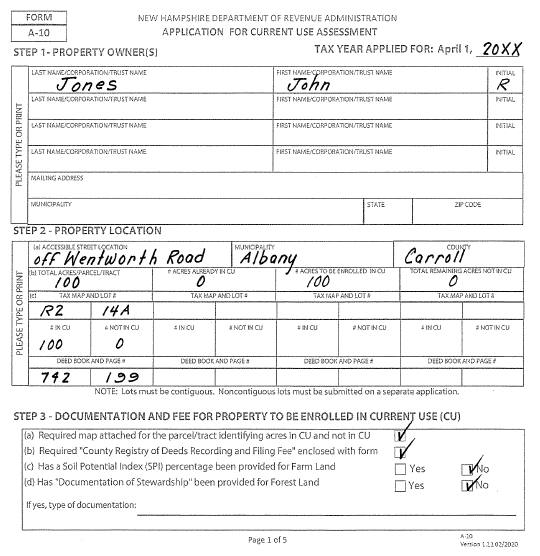 FORM
A-10
NEW HAMPSHIRE DEPARTMENT OF REVENUE ADMINISTRATION
APPLICATION FOR CURRENT USE ASSESSMENT
STEP 1 - PROPERTY OWNER(S) TAX YEAR APPLIED FOR: April 1, 20XX
PLEASE TYPE OR PRINT
LAST NAME/CORPORATION/TRUST NAME FIRST NAME/CORPORATION/TRUST NAME INITIAL
Jones John R
LAST NAME/CORPORATION/TRUST NAME FIRST NAME/CORPORATION/TRUST NAME INITIAL
LAST NAME/CORPORATION/TRUST NAME FIRST NAME/CORPORATION/TRUST NAME INITIAL
LAST NAME/CORPORATION/TRUST NAME FIRST NAME/CORPORATION/TRUST NAME INITIAL
MAILING ADDRESS
MUNICIPALITY STATE ZIP CODE
STEP 2 - PROPERTY LOCATION
PLEASE TYPE OR PRINT
(a) ACCESSIBLE STREET LOCATION MUNICIPALITY COUNTY
off Wentworth Road Albany Carroll
(b) TOTAL ACRES/PARCEL/TRACT # ACRES ALREADY IN CU # ACRES TO BE ENROLLED IN CU TOTAL REMAINING ACRES NOT IN CU
100 0 100 0
(c) TAX MAP AND LOT # TAX MAP AND LOT # TAX MAP AND LOT # TAX MAP AND LOT #
R2 14A
# IN CU # NOT IN CU # IN CU # NOT IN CU # IN CU # NOT IN CU # IN CU # NOT IN CU
100 0
DEED BOOK AND PAGE # DEED BOOK AND PAGE # DEED BOOK AND PAGE # DEED BOOK AND PAGE #
742 199
NOTE: Lots must be contiguous. Noncontiguous lots must be submitted on a separate application.
STEP 3 - DOCUMENTATION AND FEE FOR PROPERTY TO BE ENROLLED IN CURRENT USE (CU)
(a) Required map attached for the parcel/tract identifying acres in CU and not in CU
(b) Required "County Registry of Deeds Recording and Filing Fee" enclosed with form
(c) Has a Soil Potential Index (SPI) percentage been provided for Farm Land Yes No
(d) Has "Documentation of Stewardship" been provided for Forest Land Yes No
If yes, type of documentation:
Page 1 of 5
A-10
Version 1.13 02/2020